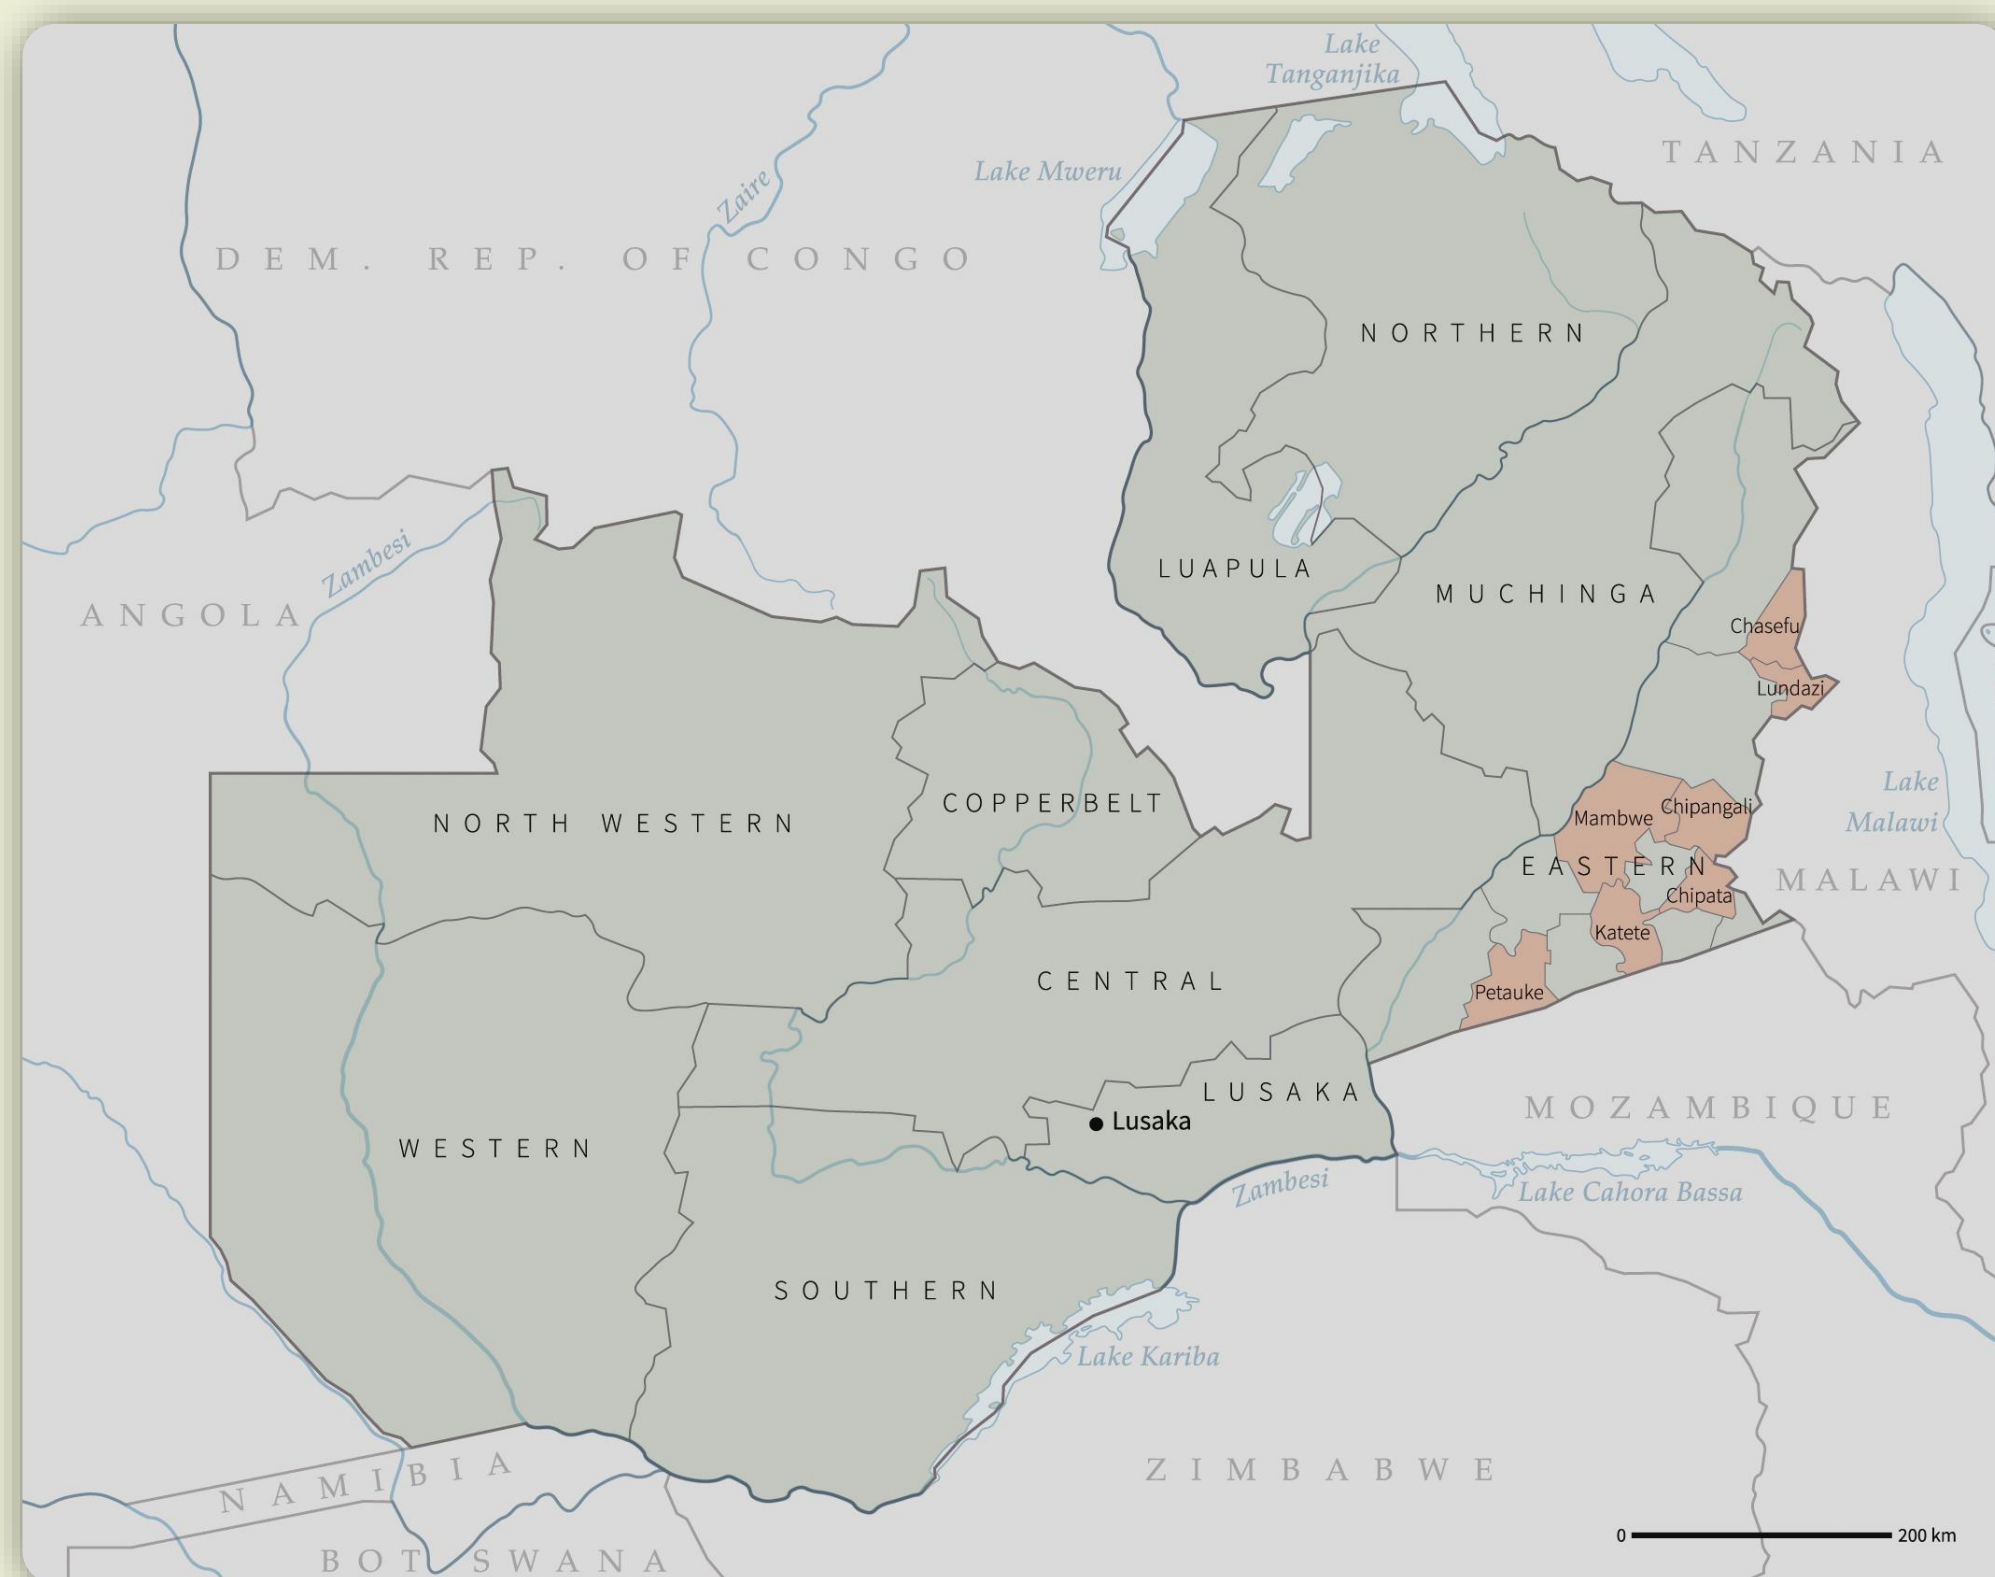 Lake
Tanganjika
TANZANIA
Lake Mweru
Zaire
DEM. REP. OF CONGO
NORTHERN
Zambesi
LUAPULA
MUCHINGA
ANGOLA
Chasefu
Lundazi
Lake
Malawi
COPPERBELT
Chipangali
Mambwe
NORTH WESTERN
EASTERN
MALAWI
Chipata
Katete
CENTRAL
Petauke
LUSAKA
MOZAMBIQUE
Lusaka
WESTERN
Zambesi
Lake Cahora Bassa
SOUTHERN
Lake Kariba
NAMIBIA
ZIMBABWE
0 200 km
BOTSWANA